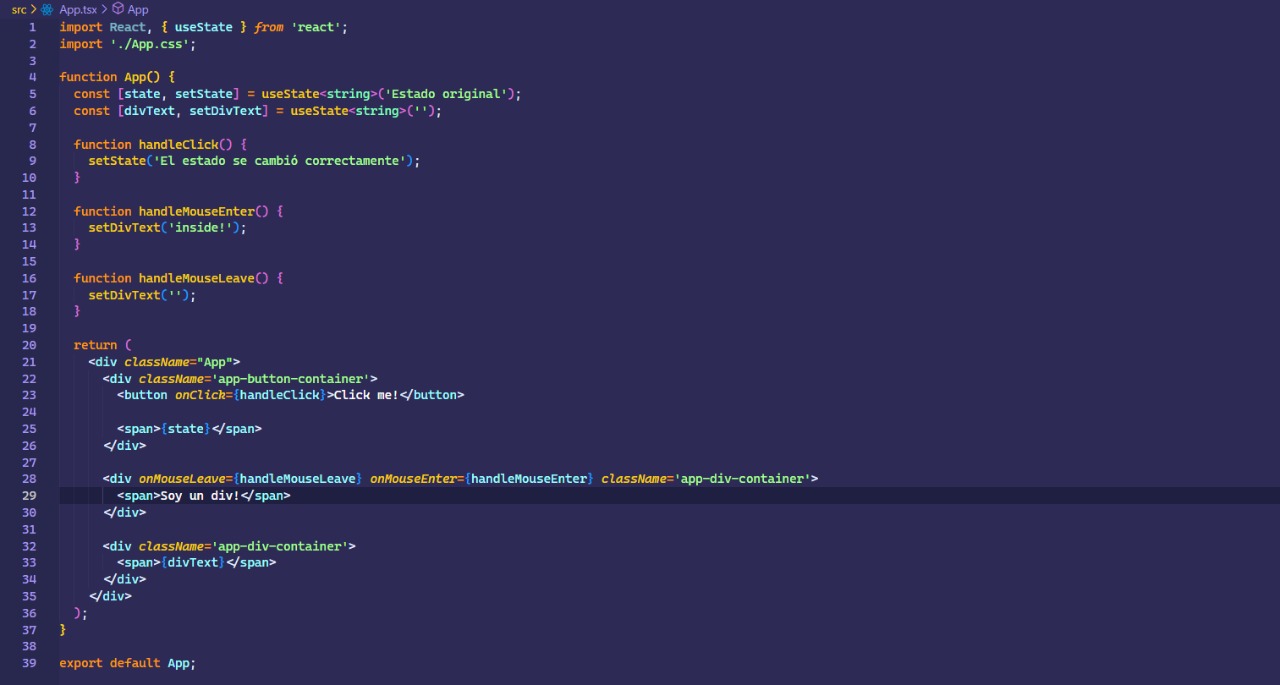 src > App.tsx > App
1 import React, { useState } from 'react';
2 import './App.css';
3
4 function App() {
5   const [state, setState] = useState<string>('Estado original');
6   const [divText, setDivText] = useState<string>('');
7
8   function handleClick() {
9     setState('El estado se cambió correctamente');
10   }
11
12   function handleMouseEnter() {
13     setDivText('inside!');
14   }
15
16   function handleMouseLeave() {
17     setDivText('');
18   }
19
20   return (
21     <div className="App">
22       <div className='app-button-container'>
23         <button onClick={handleClick}>Click me!</button>
24
25         <span>{state}</span>
26       </div>
27
28       <div onMouseLeave={handleMouseLeave} onMouseEnter={handleMouseEnter} className='app-div-container'>
29         <span>Soy un div!</span>
30       </div>
31
32       <div className='app-div-container'>
33         <span>{divText}</span>
34       </div>
35     </div>
36   );
37 }
38
39 export default App;